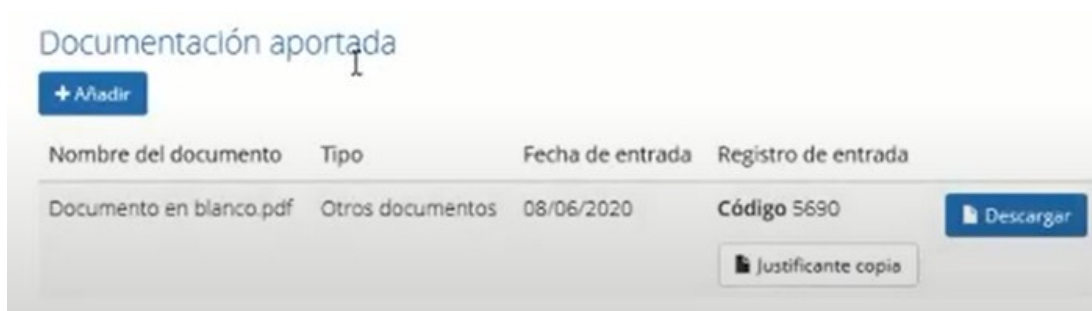 Documentación aportada
+ Añadir
Nombre del documento Tipo Fecha de entrada Registro de entrada
Documento en blanco.pdf Otros documentos 08/06/2020 Código 5690 Descargar
Justificante copia